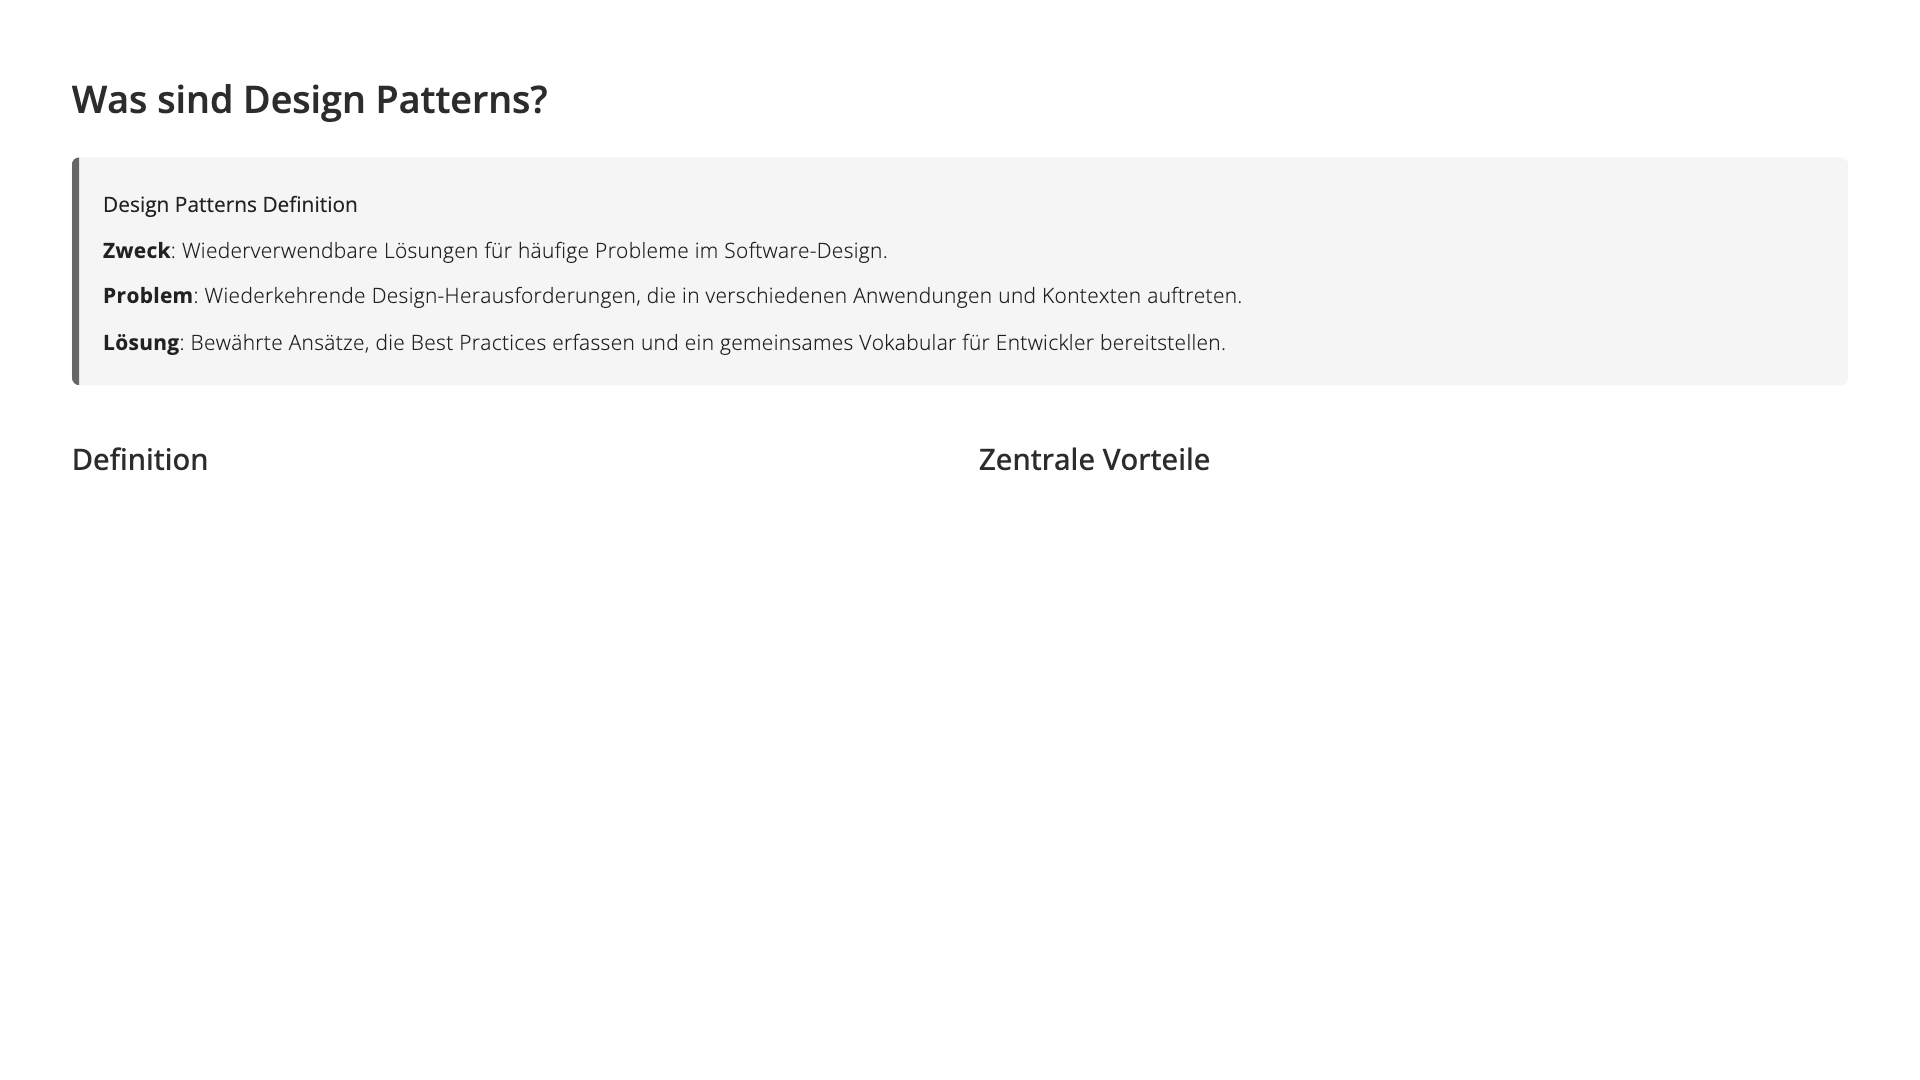 Was sind Design Patterns?
Design Patterns Definition
Zweck: Wiederverwendbare Lösungen für häufige Probleme im Software-Design.
Problem: Wiederkehrende Design-Herausforderungen, die in verschiedenen Anwendungen und Kontexten auftreten.
Lösung: Bewährte Ansätze, die Best Practices erfassen und ein gemeinsames Vokabular für Entwickler bereitstellen.
Definition
Zentrale Vorteile